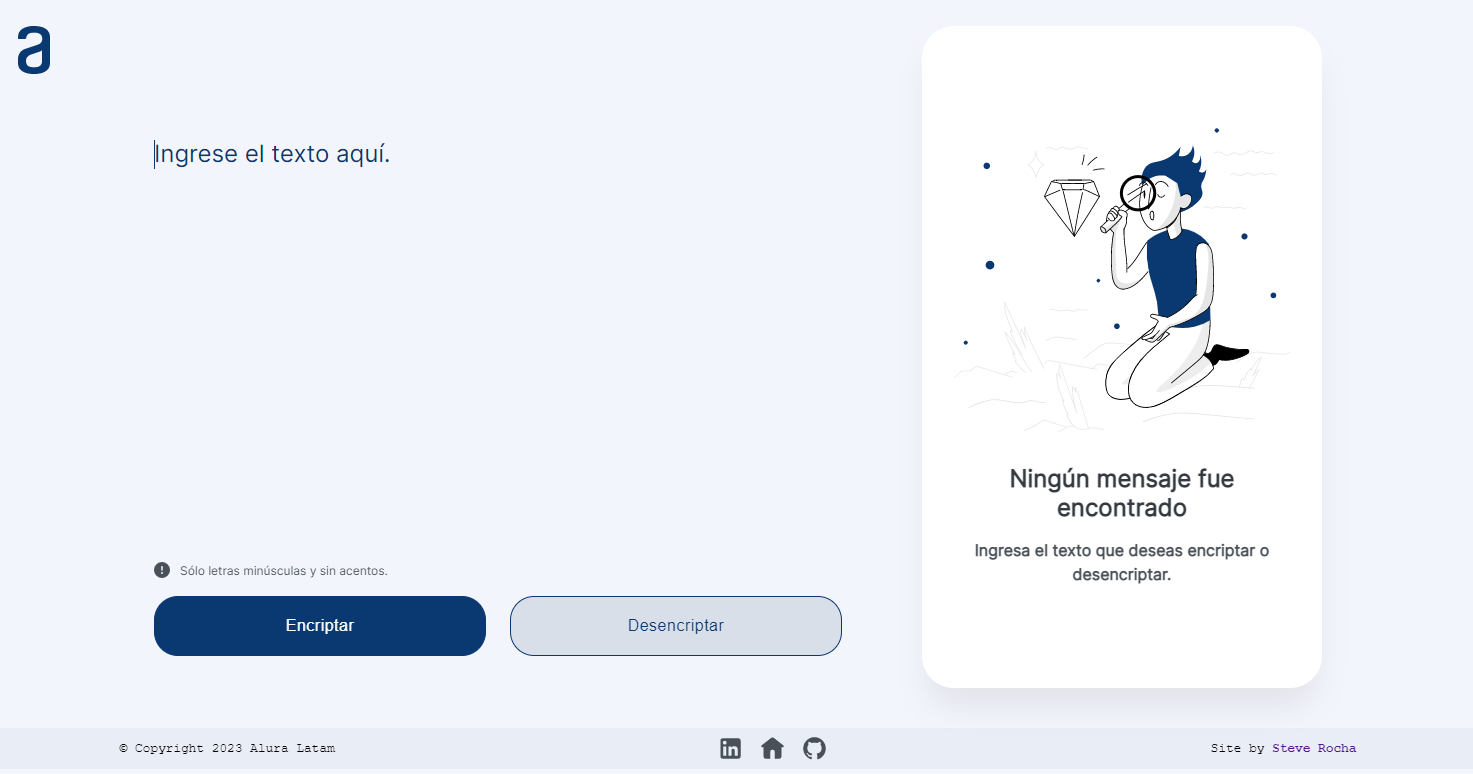 a
Ingrese el texto aquí.
Ningún mensaje fue
encontrado
Ingresa el texto que deseas encriptar o
desencriptar.
Sólo letras minúsculas y sin acentos.
Encriptar
Desencriptar
© Copyright 2023 Alura Latam
in
Site by Steve Rocha